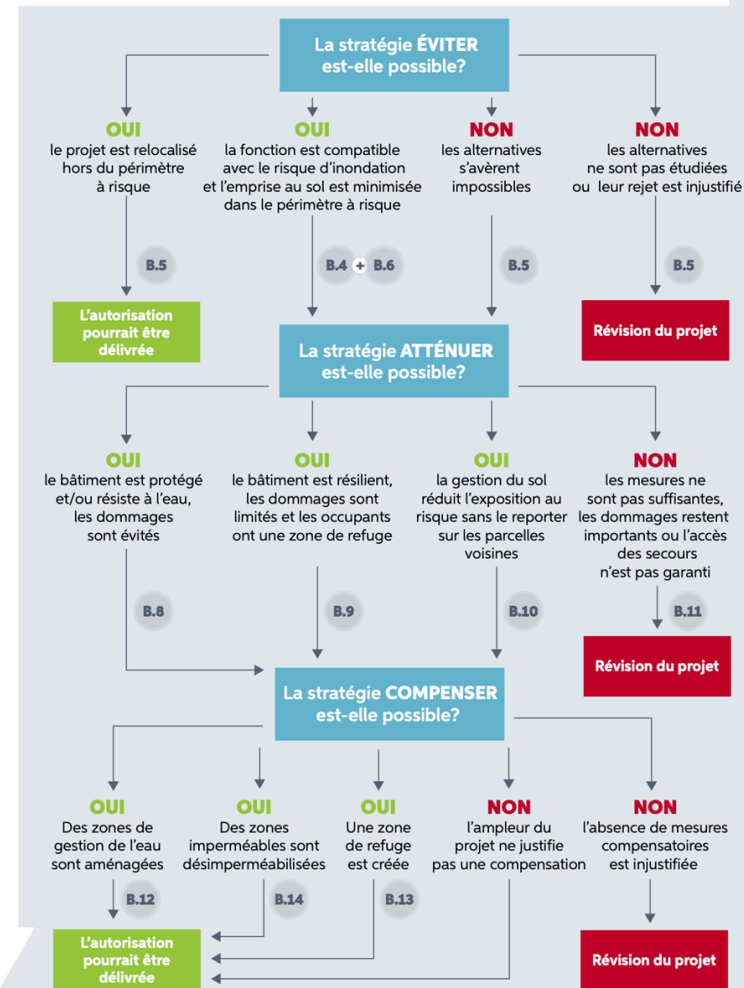 La stratégie ÉVITER
est-elle possible?
OUI
le projet est relocalisé
hors du périmètre
à risque
OUI
la fonction est compatible
avec le risque d'inondation
et l'emprise au sol est minimisée
dans le périmètre à risque
NON
les alternatives
s'avèrent
impossibles
NON
les alternatives
ne sont pas étudiées
ou leur rejet est injustifié
B.5
B.4 + B.6
B.5
B.5
L'autorisation
pourrait être
délivrée
Révision du projet
La stratégie ATTÉNUER
est-elle possible?
OUI
le bâtiment est protégé
et/ou résiste à l'eau,
les dommages
sont évités
OUI
le bâtiment est résilient,
les dommages sont
limités et les occupants
ont une zone de refuge
OUI
la gestion du sol
réduit l'exposition au
risque sans le reporter
sur les parcelles
voisines
NON
les mesures ne
sont pas suffisantes,
les dommages restent
importants ou l'accès
des secours
n'est pas garanti
B.8
B.9
B.10
B.11
Révision du projet
La stratégie COMPENSER
est-elle possible?
OUI
Des zones de
gestion de l'eau
sont aménagées
OUI
Des zones
imperméables sont
désimperméabilisées
OUI
Une zone
de refuge
est créée
NON
l'ampleur du
projet ne justifie
pas une compensation
NON
l'absence de mesures
compensatoires
est injustifiée
B.12
B.14
B.13
L'autorisation
pourrait être
délivrée
Révision du projet